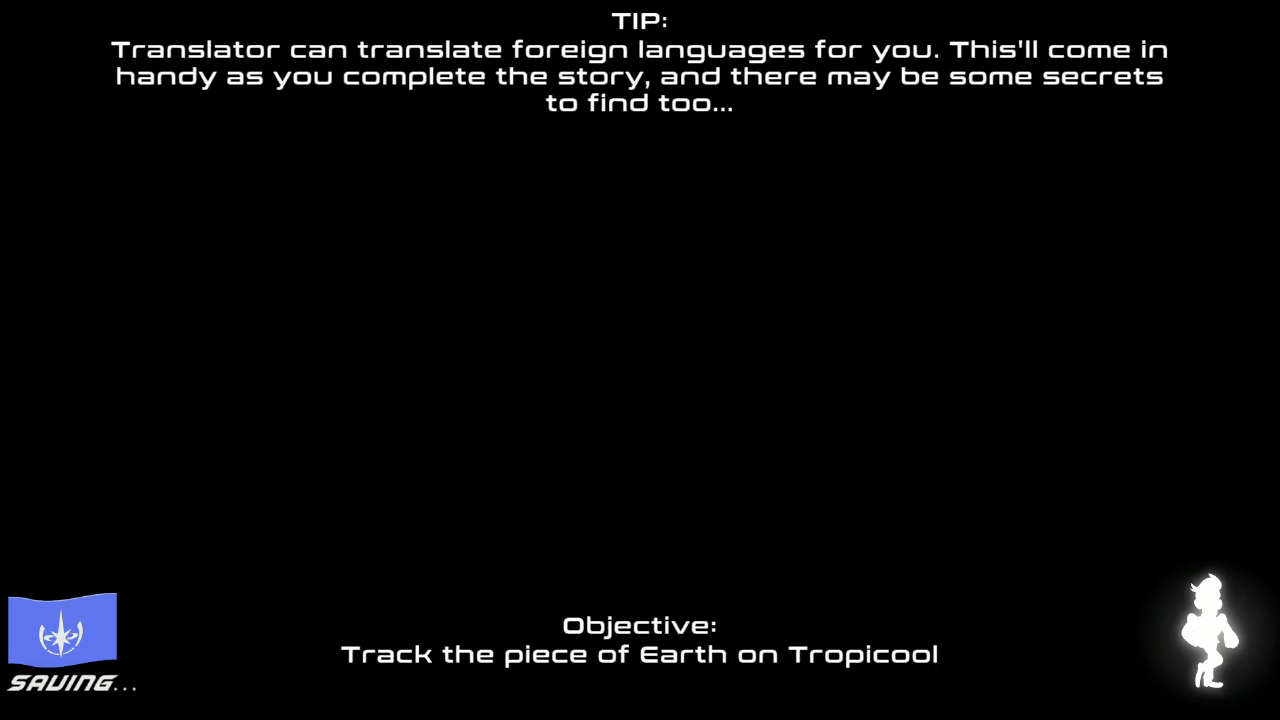 TIP:
Translator can translate foreign languages for you. This'll come in
handy as you complete the story, and there may be some secrets
to find too...
Objective:
Track the piece of Earth on Tropicool
SAVING...